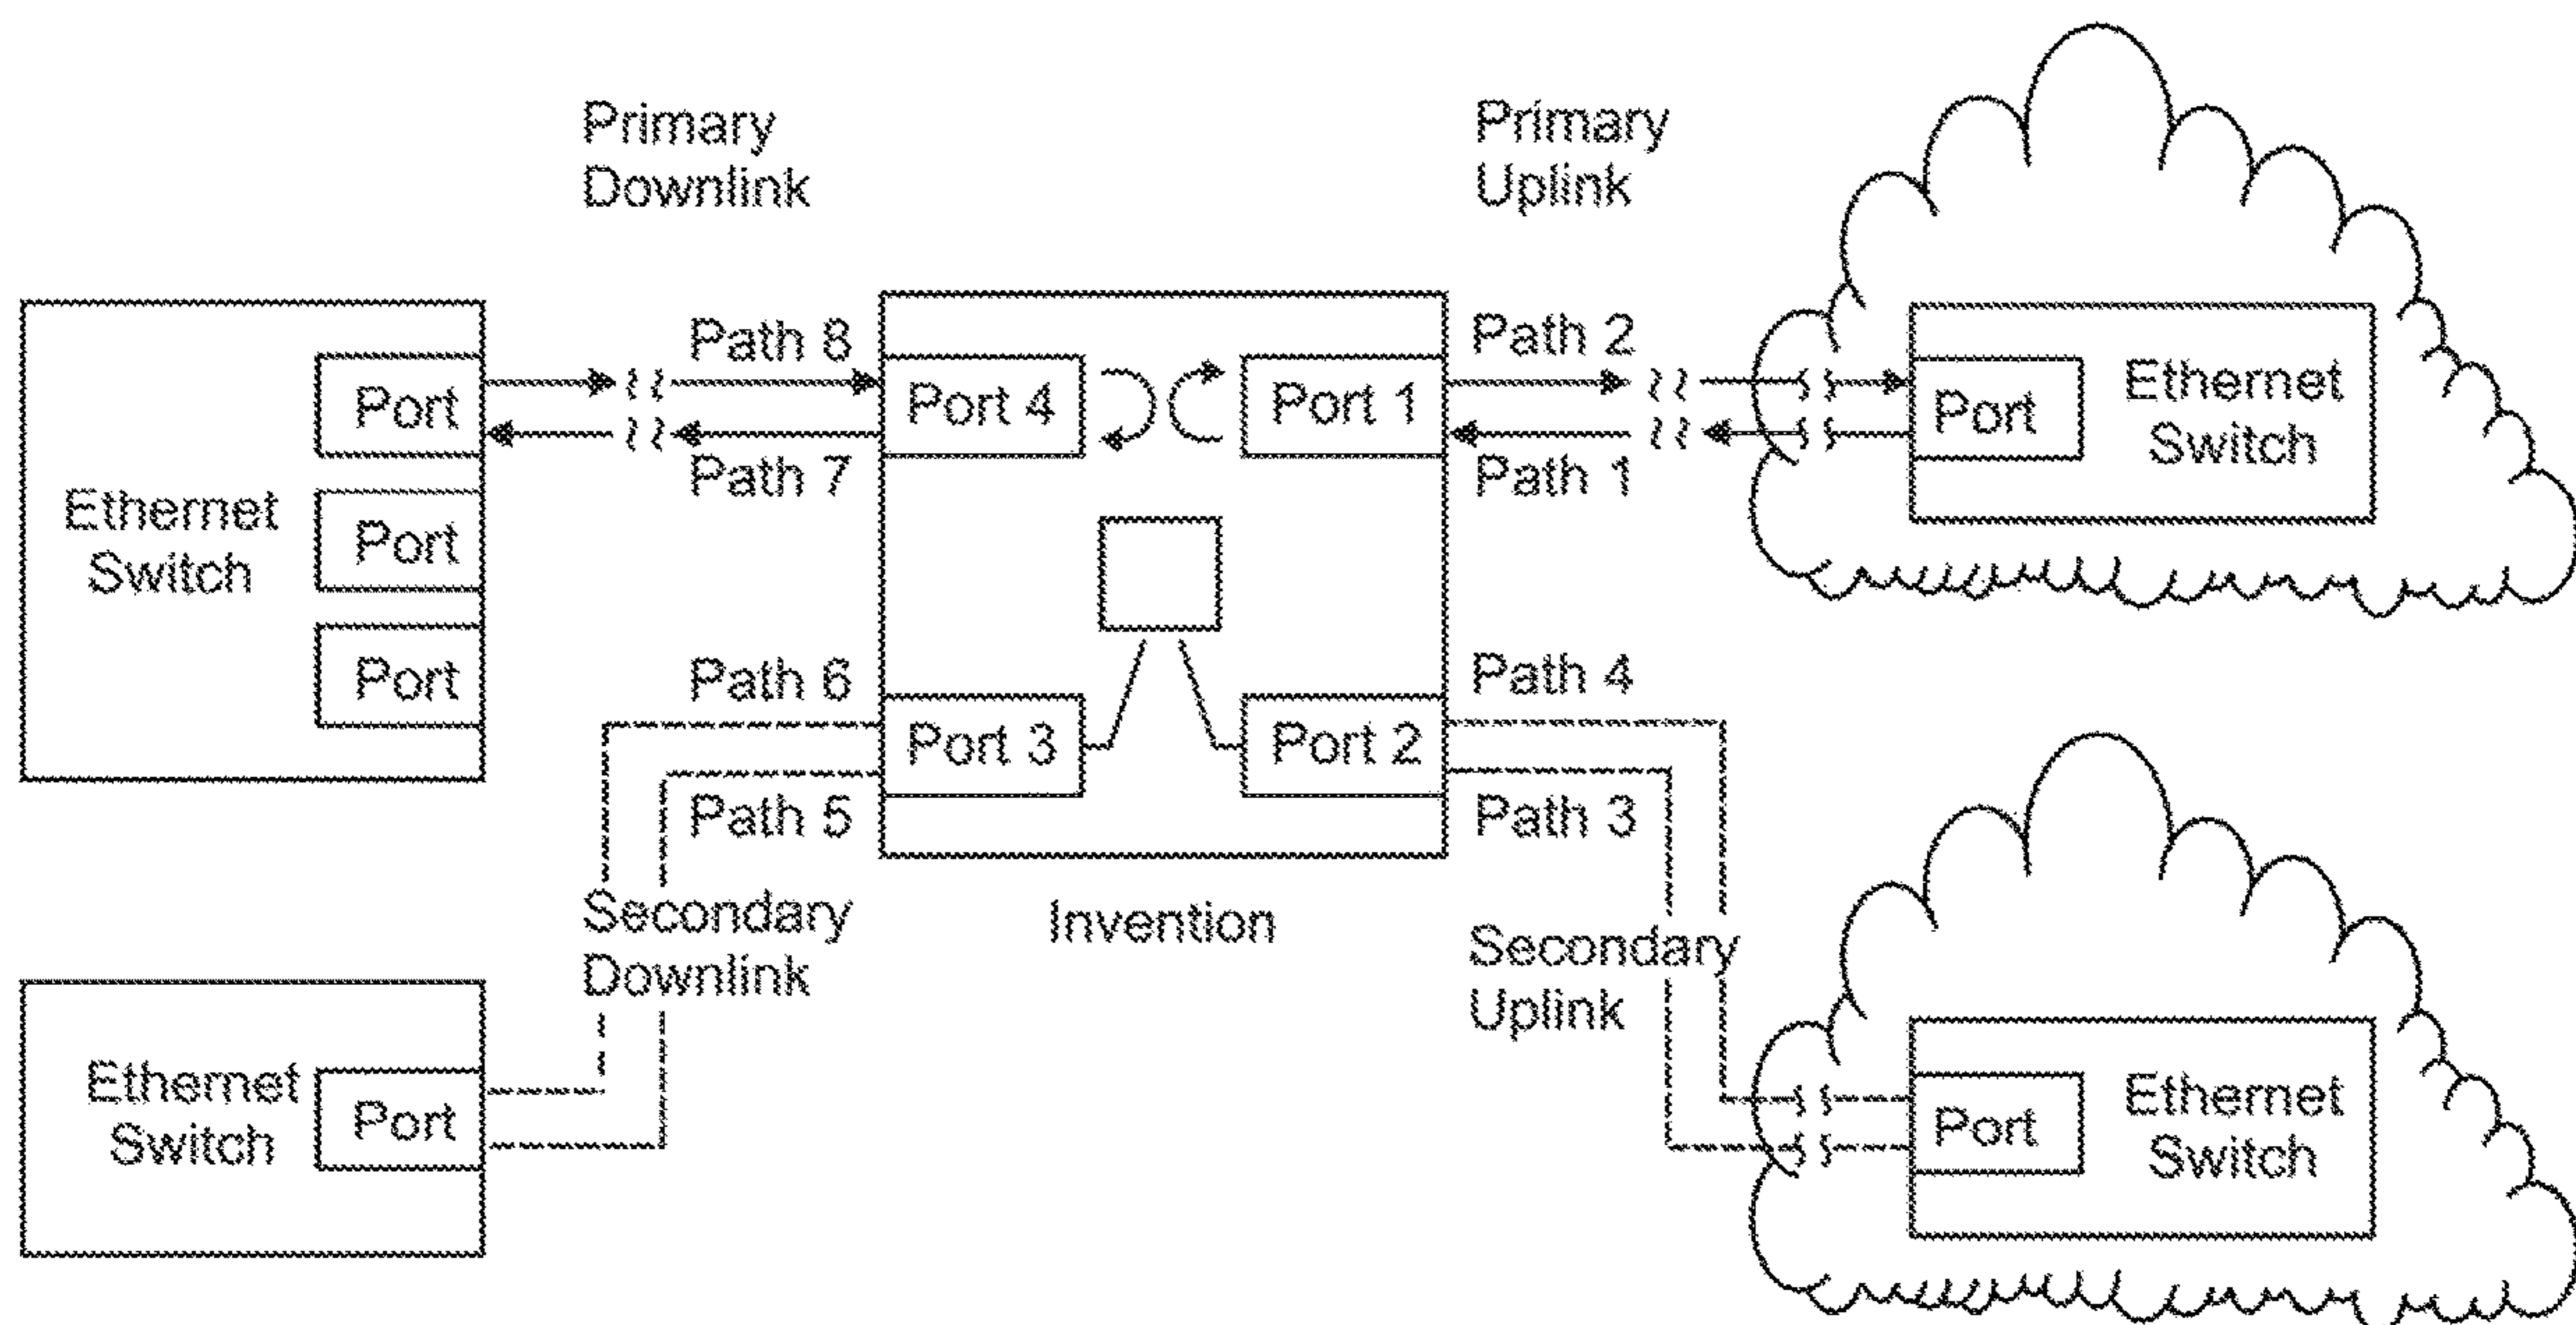 Primary
Downlink
Primary
Uplink
Path 8
Path 2
Port
Port 4
Port 1
Port
Ethernet
Switch
Path 7
Path 1
Ethernet
Switch
Port
Port
Path 6
Path 4
Port 3
Port 2
Path 5
Path 3
Secondary
Downlink
Invention
Secondary
Uplink
Ethernet
Switch
Port
Port
Ethernet
Switch